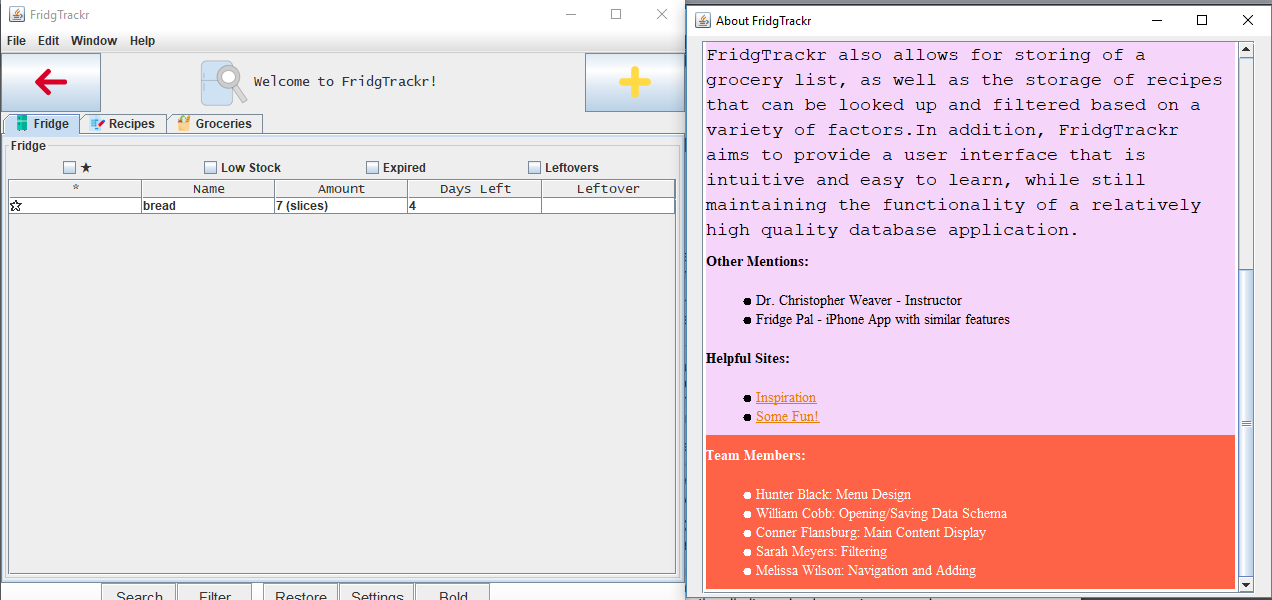 FridgTrackr
File Edit Window Help
Welcome to FridgTrackr!
Fridge Recipes Groceries
Fridge
★ Low Stock Expired Leftovers
* Name Amount Days Left Leftover
☆ bread 7 (slices) 4
Search Filter Restore Settings Bold
About FridgTrackr
FridgTrackr also allows for storing of a
grocery list, as well as the storage of recipes
that can be looked up and filtered based on a
variety of factors.In addition, FridgTrackr
aims to provide a user interface that is
intuitive and easy to learn, while still
maintaining the functionality of a relatively
high quality database application.
Other Mentions:
● Dr. Christopher Weaver - Instructor
● Fridge Pal - iPhone App with similar features
Helpful Sites:
● Inspiration
● Some Fun!
Team Members:
● Hunter Black: Menu Design
● William Cobb: Opening/Saving Data Schema
● Conner Flansburg: Main Content Display
● Sarah Meyers: Filtering
● Melissa Wilson: Navigation and Adding